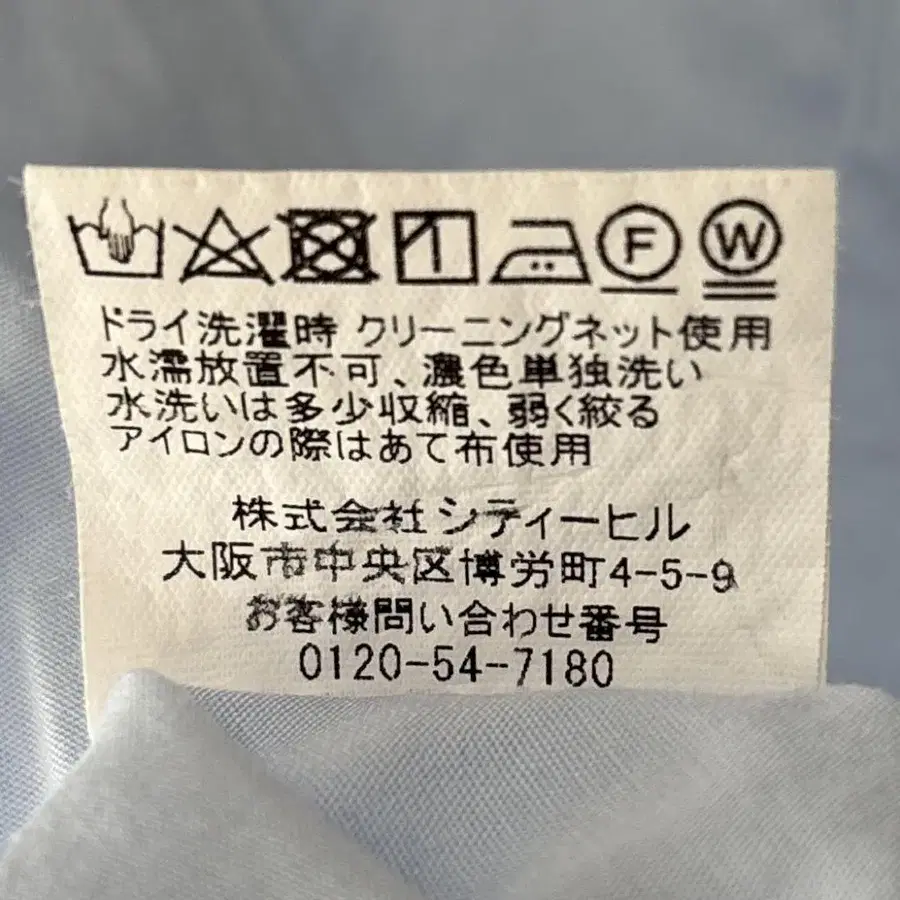 F W
ドライ洗濯時 クリーニングネット使用
水濡放置不可、濃色単独洗い
水洗いは多少収縮、弱く絞る
アイロンの際はあて布使用
株式会社シティーヒル
大阪市中央区博労町4-5-9
お客様問い合わせ番号
0120-54-7180